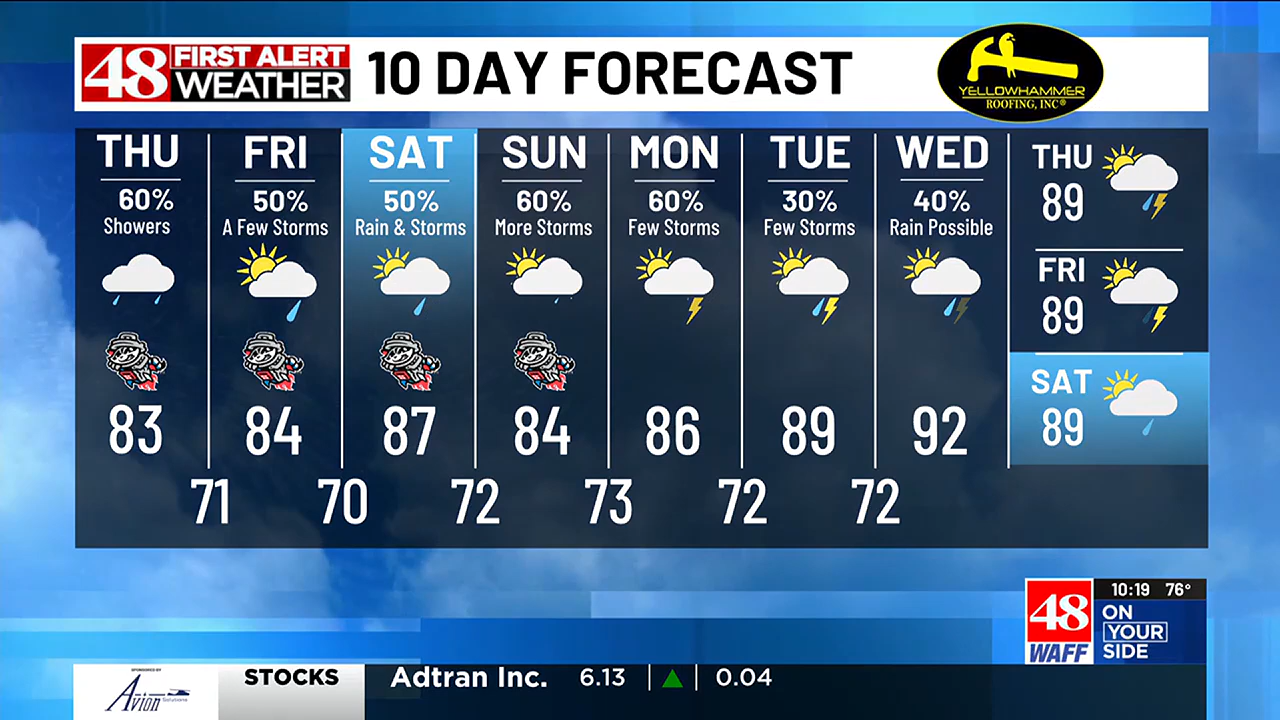 48 FIRST ALERT WEATHER
10 DAY FORECAST
YELLOWHAMMER
ROOFING, INC®
THU
60%
Showers
83
FRI
50%
A Few Storms
84
SAT
50%
Rain & Storms
87
SUN
60%
More Storms
84
MON
60%
Few Storms
86
TUE
30%
Few Storms
89
WED
40%
Rain Possible
92
THU
89
FRI
89
SAT
89
71 70 72 73 72 72
48
WAFF
10:19 76°
ON
YOUR
SIDE
SPONSORED BY
Avion
Solutions
STOCKS
Adtran Inc. 6.13 0.04